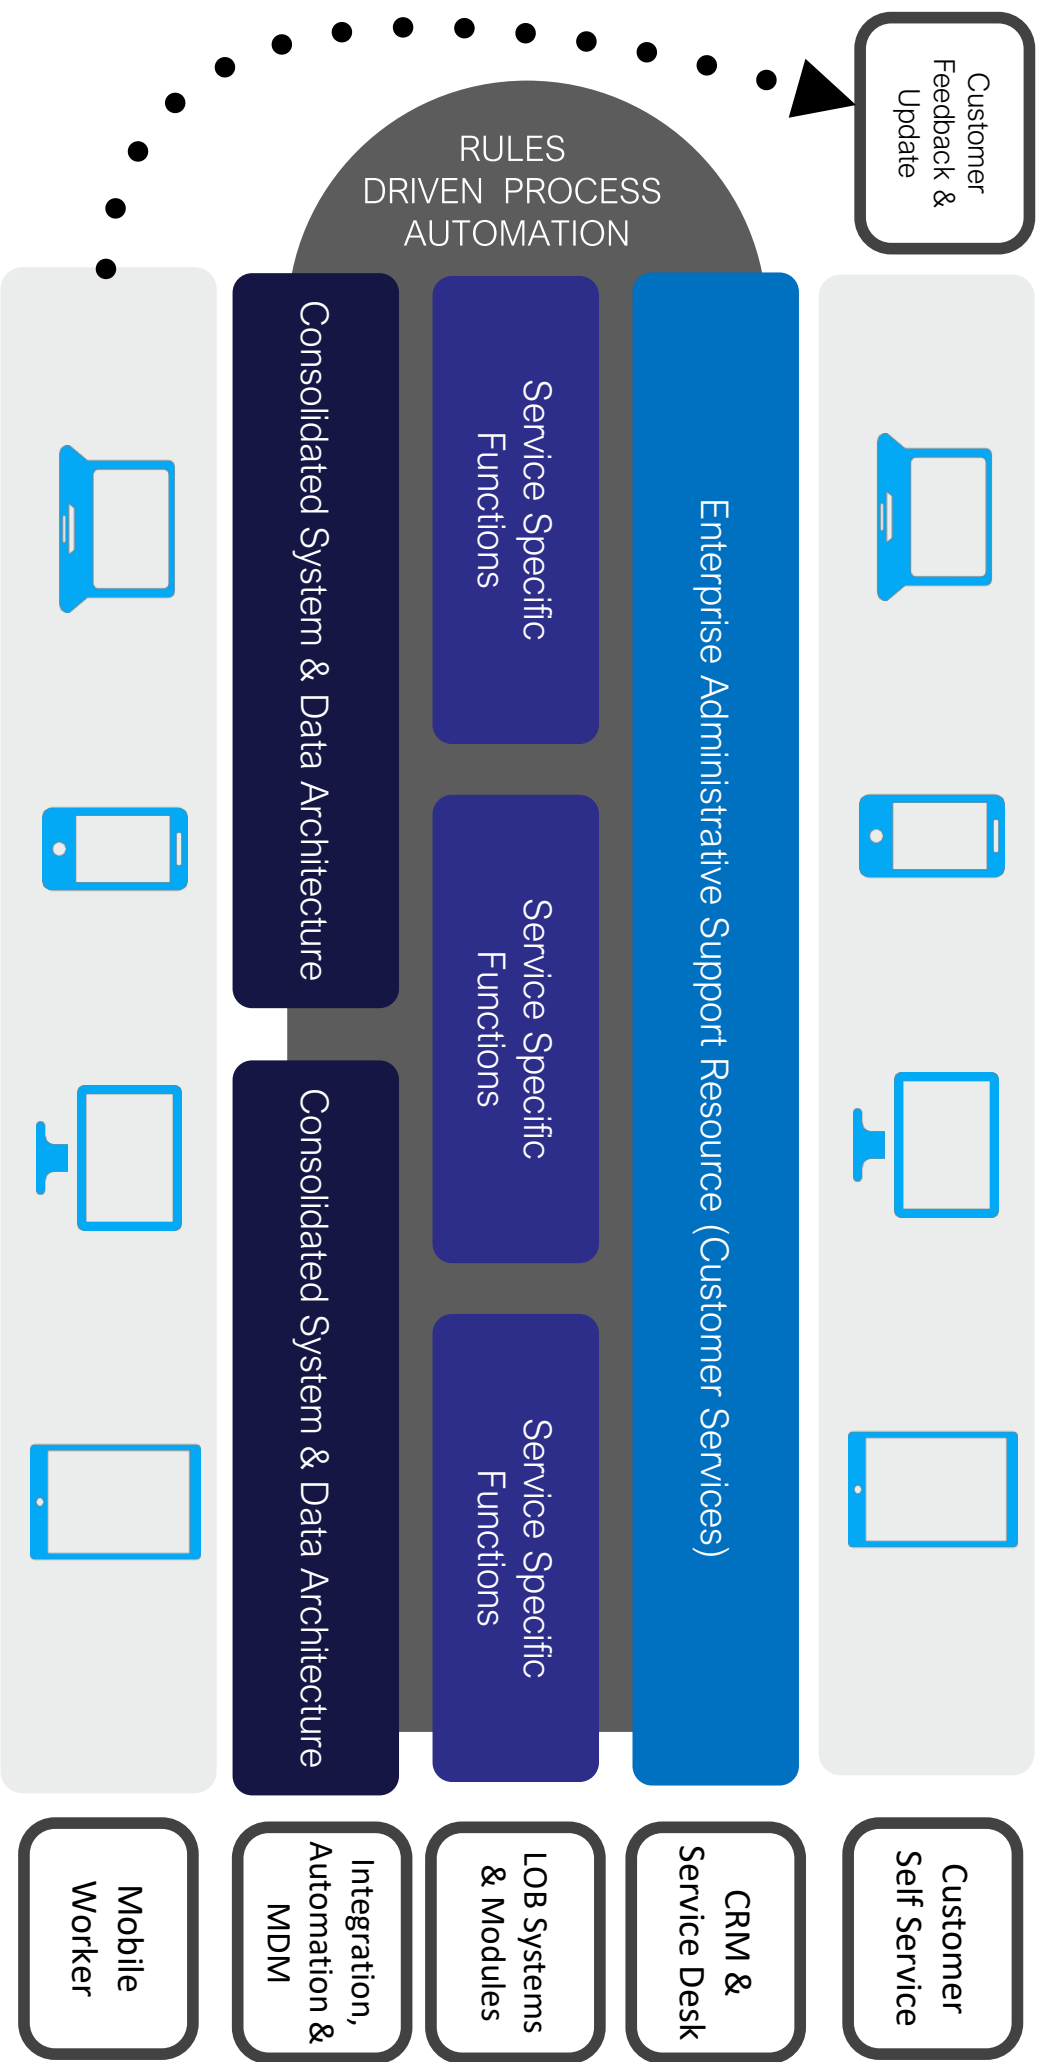 Customer
Feedback &
Update
RULES
DRIVEN PROCESS
AUTOMATION
Customer
Self Service
Enterprise Administrative Support Resource (Customer Services)
CRM &
Service Desk
Service Specific
Functions
Service Specific
Functions
Service Specific
Functions
LOB Systems
& Modules
Consolidated System & Data Architecture
Consolidated System & Data Architecture
Integration,
Automation &
MDM
Mobile
Worker